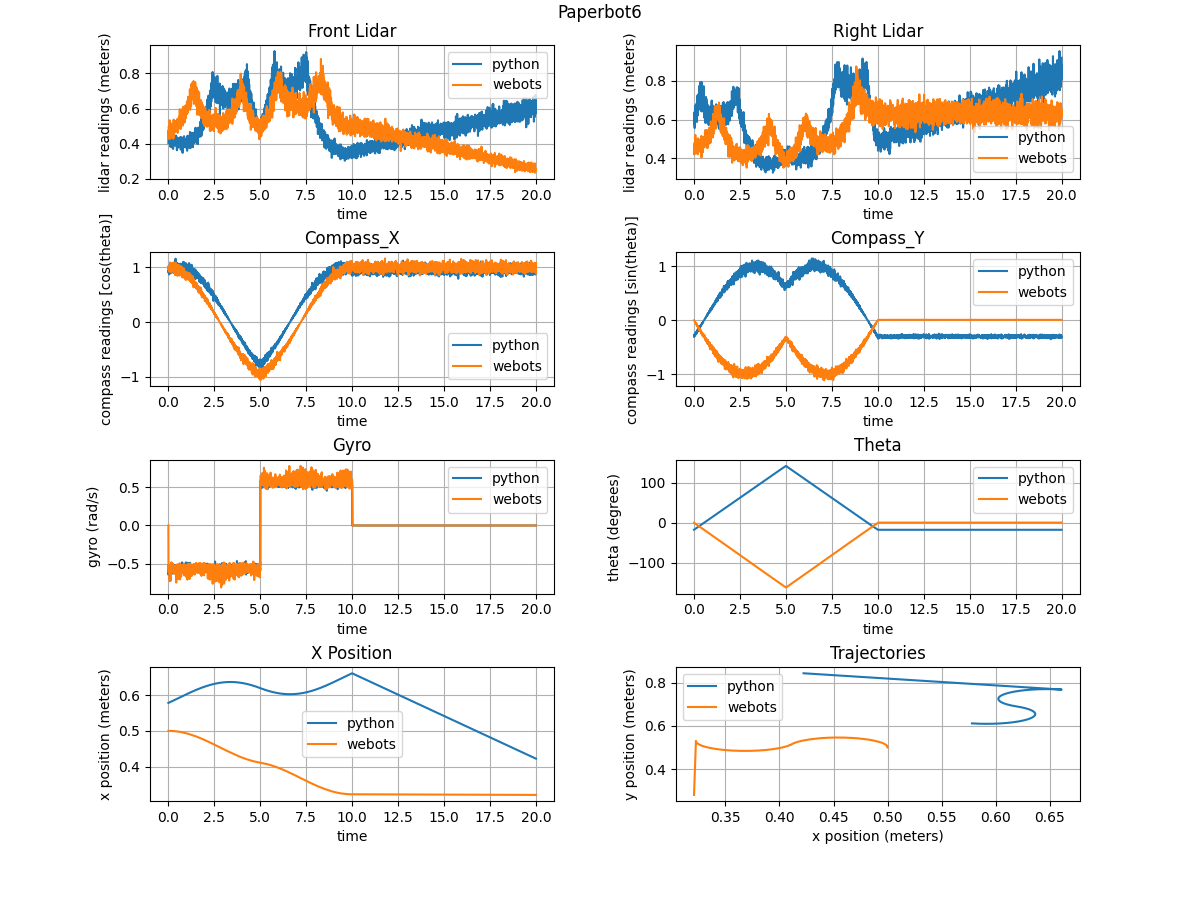 Paperbot6
Front Lidar
lidar readings (meters)
0.8
0.6
0.4
0.2
python
webots
0.0 2.5 5.0 7.5 10.0 12.5 15.0 17.5 20.0
time
Right Lidar
lidar readings (meters)
0.8
0.6
0.4
python
webots
0.0 2.5 5.0 7.5 10.0 12.5 15.0 17.5 20.0
time
Compass_X
compass readings [cos(theta)]
1
0
−1
python
webots
0.0 2.5 5.0 7.5 10.0 12.5 15.0 17.5 20.0
time
Compass_Y
compass readings [sin(theta)]
1
0
−1
python
webots
0.0 2.5 5.0 7.5 10.0 12.5 15.0 17.5 20.0
time
Gyro
gyro (rad/s)
0.5
0.0
−0.5
python
webots
0.0 2.5 5.0 7.5 10.0 12.5 15.0 17.5 20.0
time
Theta
theta (degrees)
100
0
−100
python
webots
0.0 2.5 5.0 7.5 10.0 12.5 15.0 17.5 20.0
time
X Position
x position (meters)
0.6
0.5
0.4
python
webots
0.0 2.5 5.0 7.5 10.0 12.5 15.0 17.5 20.0
time
Trajectories
y position (meters)
0.8
0.6
0.4
python
webots
0.35 0.40 0.45 0.50 0.55 0.60 0.65
x position (meters)